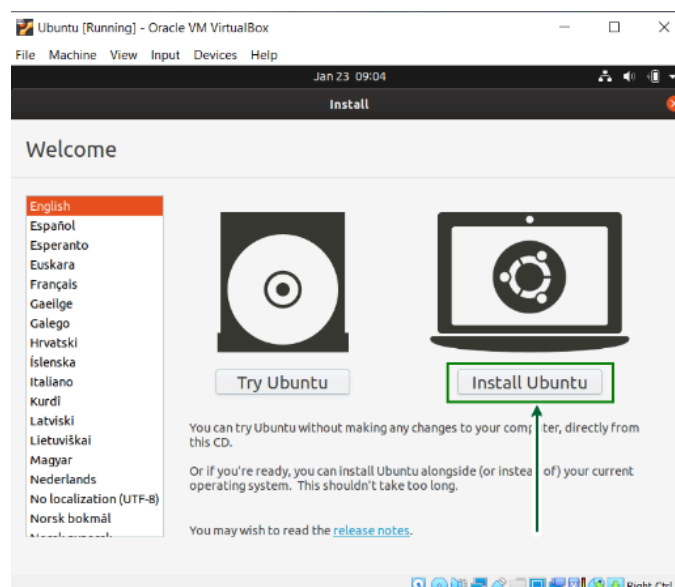 Ubuntu [Running] - Oracle VM VirtualBox
File Machine View Input Devices Help
Jan 23 09:04
Install
Welcome
English
Español
Esperanto
Euskara
Français
Gaeilge
Galego
Hrvatski
Íslenska
Italiano
Kurdî
Latviski
Lietuviškai
Magyar
Nederlands
No localization (UTF-8)
Norsk bokmål
Try Ubuntu
Install Ubuntu
You can try Ubuntu without making any changes to your computer, directly from
this CD.
Or if you're ready, you can install Ubuntu alongside (or instead of) your current
operating system. This shouldn't take too long.
You may wish to read the release notes.
Right Ctrl